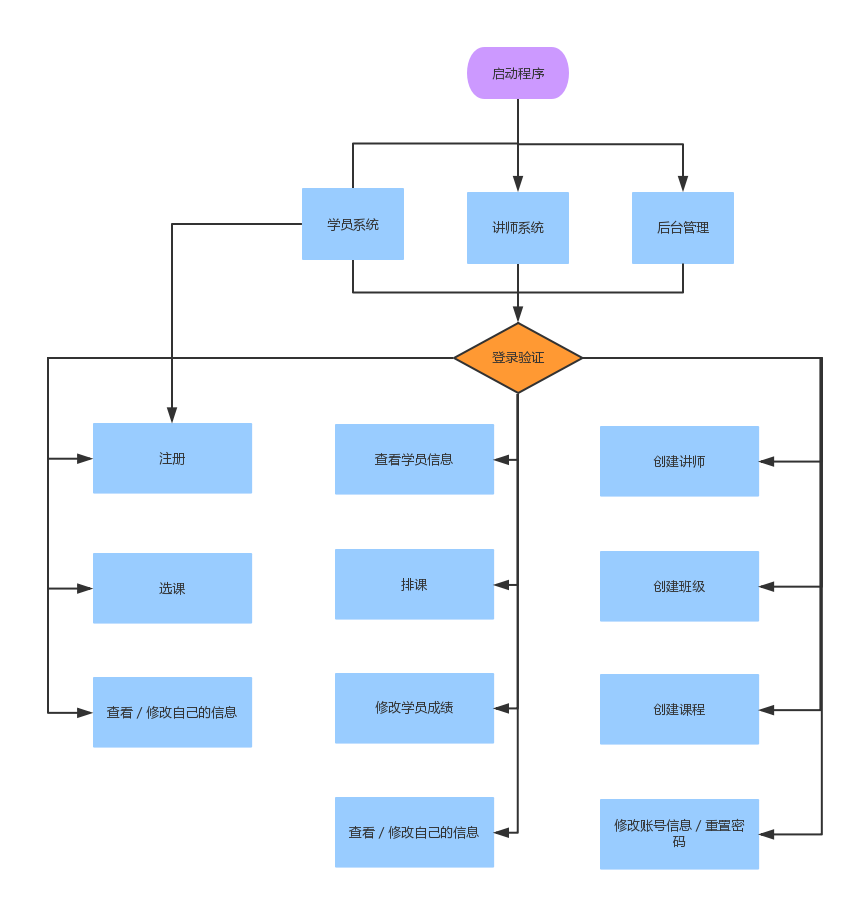 启动程序
学员系统
讲师系统
后台管理
登录验证
注册
查看学员信息
创建讲师
选课
排课
创建班级
查看 / 修改自己的信息
修改学员成绩
创建课程
查看 / 修改自己的信息
修改账号信息 / 重置密
码